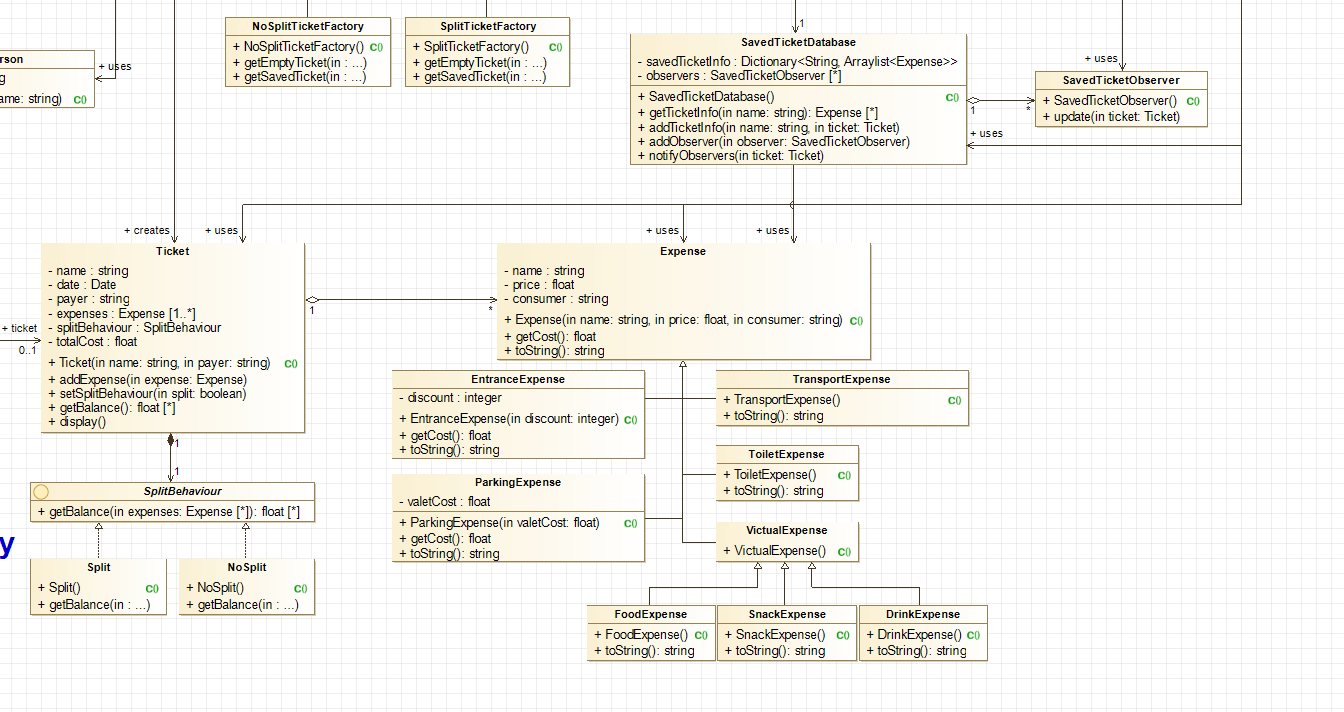 NoSplitTicketFactory
+ NoSplitTicketFactory() C()
+ getEmptyTicket(in : ...)
+ getSavedTicket(in : ...)
SplitTicketFactory
+ SplitTicketFactory() C()
+ getEmptyTicket(in : ...)
+ getSavedTicket(in : ...)
1
SavedTicketDatabase
- savedTicketInfo : Dictionary<String, Arraylist<Expense>>
- observers : SavedTicketObserver [*]
+ SavedTicketDatabase() C()
+ getTicketInfo(in name: string): Expense [*]
+ addTicketInfo(in name: string, in ticket: Ticket)
+ addObserver(in observer: SavedTicketObserver)
+ notifyObservers(in ticket: Ticket)
1
*
+ uses
+ uses
SavedTicketObserver
+ SavedTicketObserver() C()
+ update(in ticket: Ticket)
rson
g
ame: string) C()
+ uses
+ creates
+ uses
+ uses
+ uses
Ticket
- name : string
- date : Date
- payer : string
- expenses : Expense [1..*]
- splitBehaviour : SplitBehaviour
- totalCost : float
+ Ticket(in name: string, in payer: string) C()
+ addExpense(in expense: Expense)
+ setSplitBehaviour(in split: boolean)
+ getBalance(): float [*]
+ display()
+ ticket
0..1
1
*
Expense
- name : string
- price : float
- consumer : string
+ Expense(in name: string, in price: float, in consumer: string) C()
+ getCost(): float
+ toString(): string
EntranceExpense
- discount : integer
+ EntranceExpense(in discount: integer) C()
+ getCost(): float
+ toString(): string
TransportExpense
+ TransportExpense() C()
+ toString(): string
1
1
SplitBehaviour
+ getBalance(in expenses: Expense [*]): float [*]
ParkingExpense
- valetCost : float
+ ParkingExpense(in valetCost: float) C()
+ getCost(): float
+ toString(): string
ToiletExpense
+ ToiletExpense() C()
+ toString(): string
VictualExpense
+ VictualExpense() C()
y
Split
+ Split() C()
+ getBalance(in : ...)
NoSplit
+ NoSplit() C()
+ getBalance(in : ...)
FoodExpense
+ FoodExpense() C()
+ toString(): string
SnackExpense
+ SnackExpense() C()
+ toString(): string
DrinkExpense
+ DrinkExpense() C()
+ toString(): string